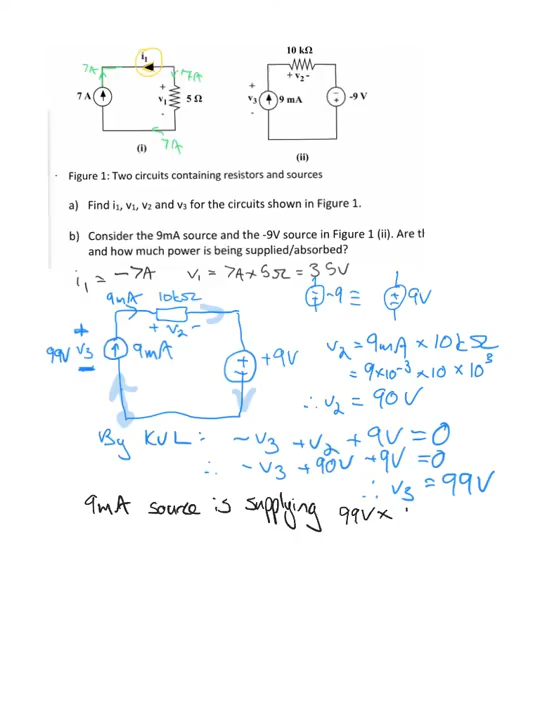 i₁
7A
7A
7 A
+
v₁
-
5 Ω
7A
(i)
10 kΩ
+ v₂ -
+
v₃
-
9 mA
-9 V
(ii)
Figure 1: Two circuits containing resistors and sources
a) Find i₁, v₁, v₂ and v₃ for the circuits shown in Figure 1.
b) Consider the 9mA source and the -9V source in Figure 1 (ii). Are th
and how much power is being supplied/absorbed?
i₁ = -7A V₁ = 7A × 5Ω = 35V
-9 ≡ 9V
9mA 10kΩ
+ V₂ -
+
99V V₃
-
9mA
+9V
V₂ = 9mA × 10kΩ
= 9×10⁻³ × 10 × 10³
∴ V₂ = 90V
By KVL: -V₃ + V₂ + 9V = 0
∴ -V₃ + 90V + 9V = 0
∴ V₃ = 99V
9mA source is supplying 99V×